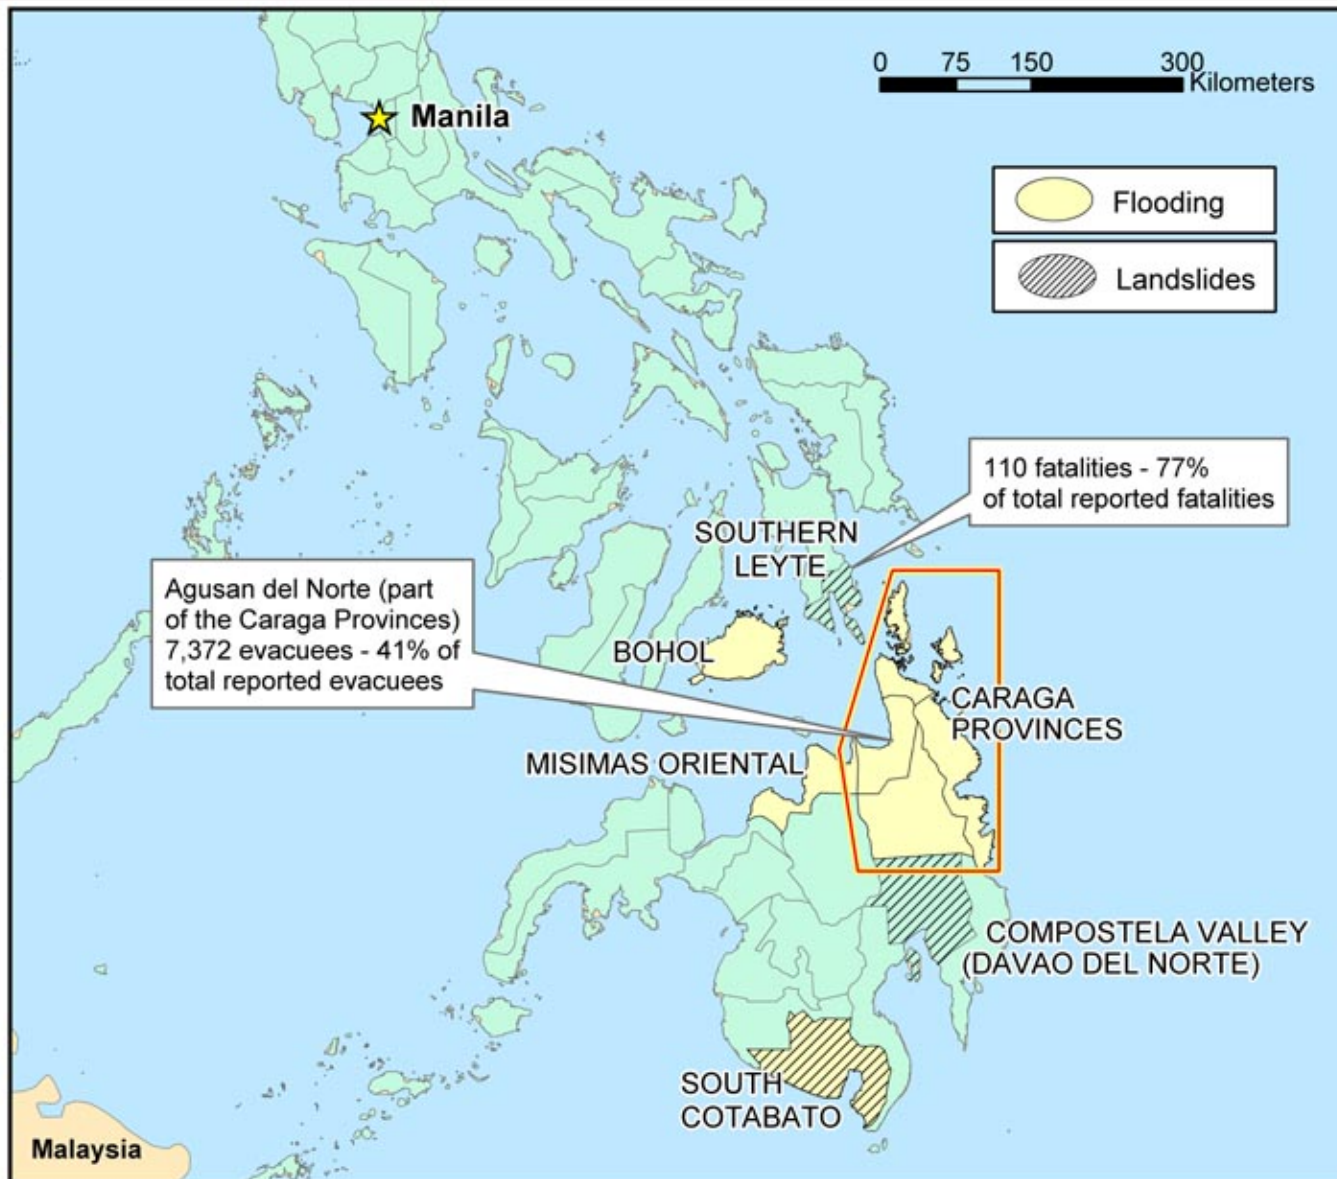 0 75 150 300
Kilometers
Manila
Flooding
Landslides
110 fatalities - 77%
of total reported fatalities
SOUTHERN
LEYTE
Agusan del Norte (part
of the Caraga Provinces)
7,372 evacuees - 41% of
total reported evacuees
BOHOL
CARAGA
PROVINCES
MISIMAS ORIENTAL
COMPOSTELA VALLEY
(DAVAO DEL NORTE)
SOUTH
COTABATO
Malaysia